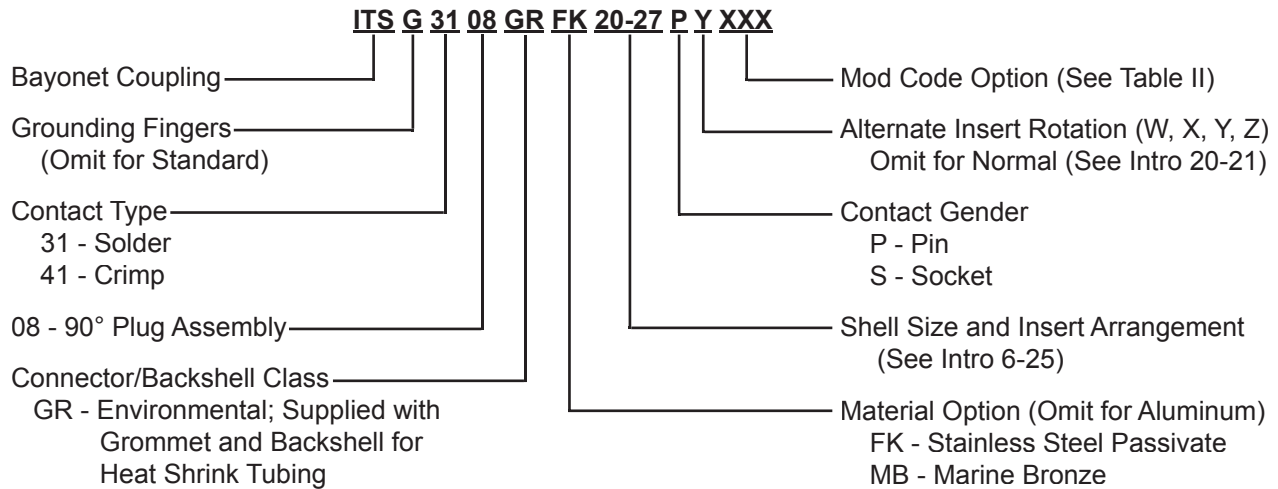 ITS G 31 08 GR FK 20-27 P Y XXX
Bayonet Coupling
Grounding Fingers
(Omit for Standard)
Contact Type
31 - Solder
41 - Crimp
08 - 90° Plug Assembly
Connector/Backshell Class
GR - Environmental; Supplied with
Grommet and Backshell for
Heat Shrink Tubing
Mod Code Option (See Table II)
Alternate Insert Rotation (W, X, Y, Z)
Omit for Normal (See Intro 20-21)
Contact Gender
P - Pin
S - Socket
Shell Size and Insert Arrangement
(See Intro 6-25)
Material Option (Omit for Aluminum)
FK - Stainless Steel Passivate
MB - Marine Bronze